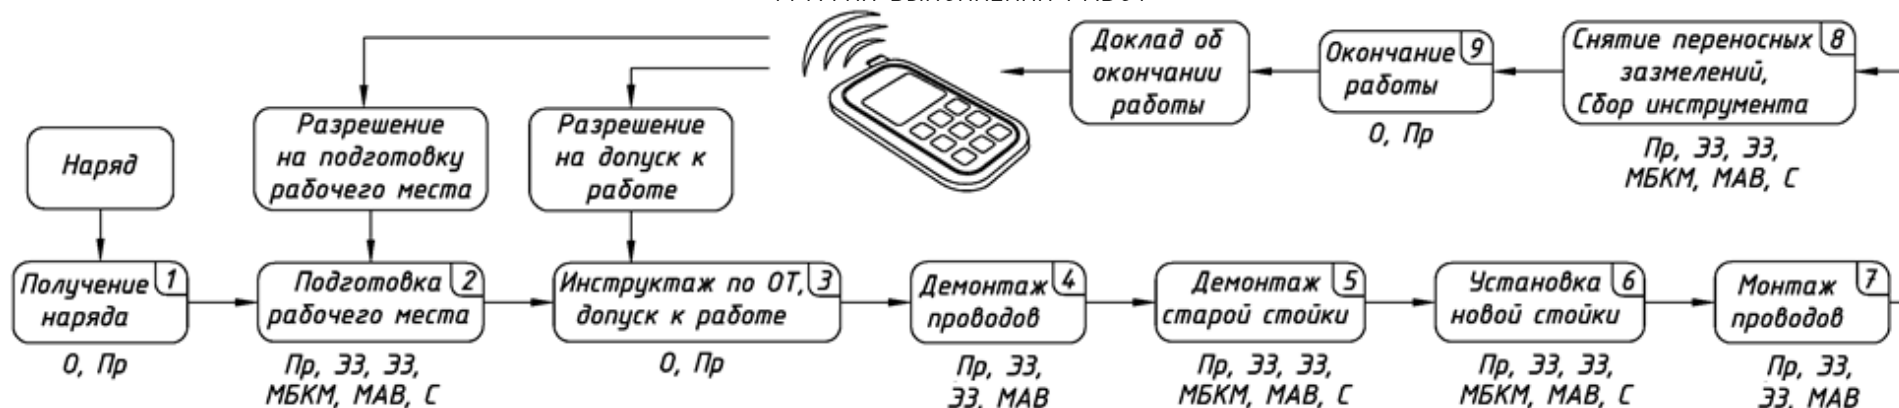 Наряд
Разрешение
на подготовку
рабочего места
Разрешение
на допуск к
работе
Доклад об
окончании
работы
Окончание 9
работы
О, Пр
Снятие переносных 8
зазмелений,
Сбор инструмента
Пр, ЭЗ, ЭЗ,
МБКМ, МАВ, С
Получение 1
наряда
О, Пр
Подготовка 2
рабочего места
Пр, ЭЗ, ЭЗ,
МБКМ, МАВ, С
Инструктаж по ОТ, 3
допуск к работе
О, Пр
Демонтаж 4
проводов
Пр, ЭЗ,
ЭЗ, МАВ
Демонтаж 5
старой стойки
Пр, ЭЗ, ЭЗ,
МБКМ, МАВ, С
Установка 6
новой стойки
Пр, ЭЗ, ЭЗ,
МБКМ, МАВ, С
Монтаж 7
проводов
Пр, ЭЗ,
ЭЗ, МАВ